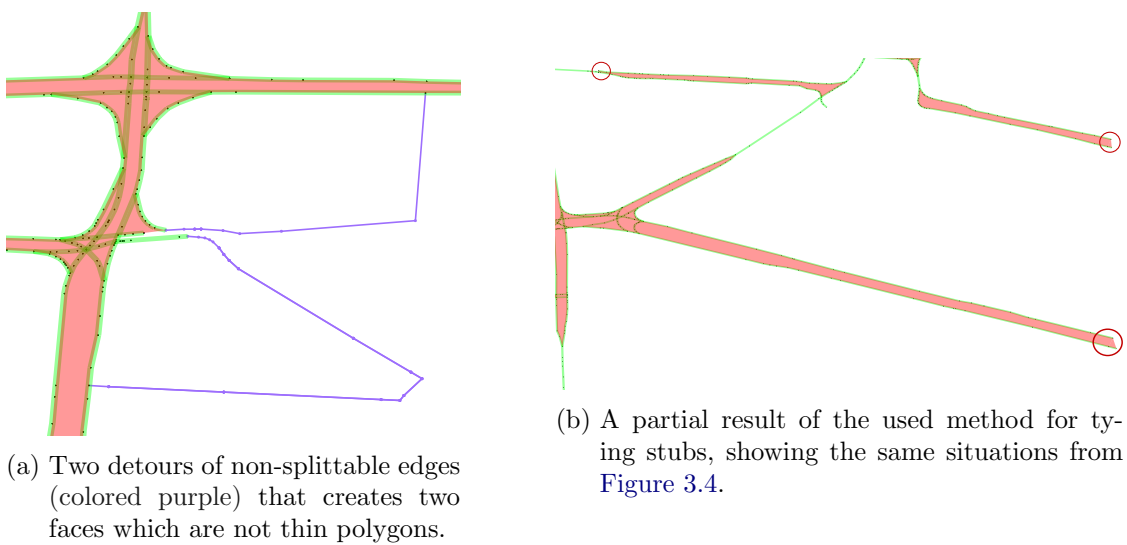 (a) Two detours of non-splittable edges
(colored purple) that creates two
faces which are not thin polygons.
(b) A partial result of the used method for ty-
ing stubs, showing the same situations from
Figure 3.4.